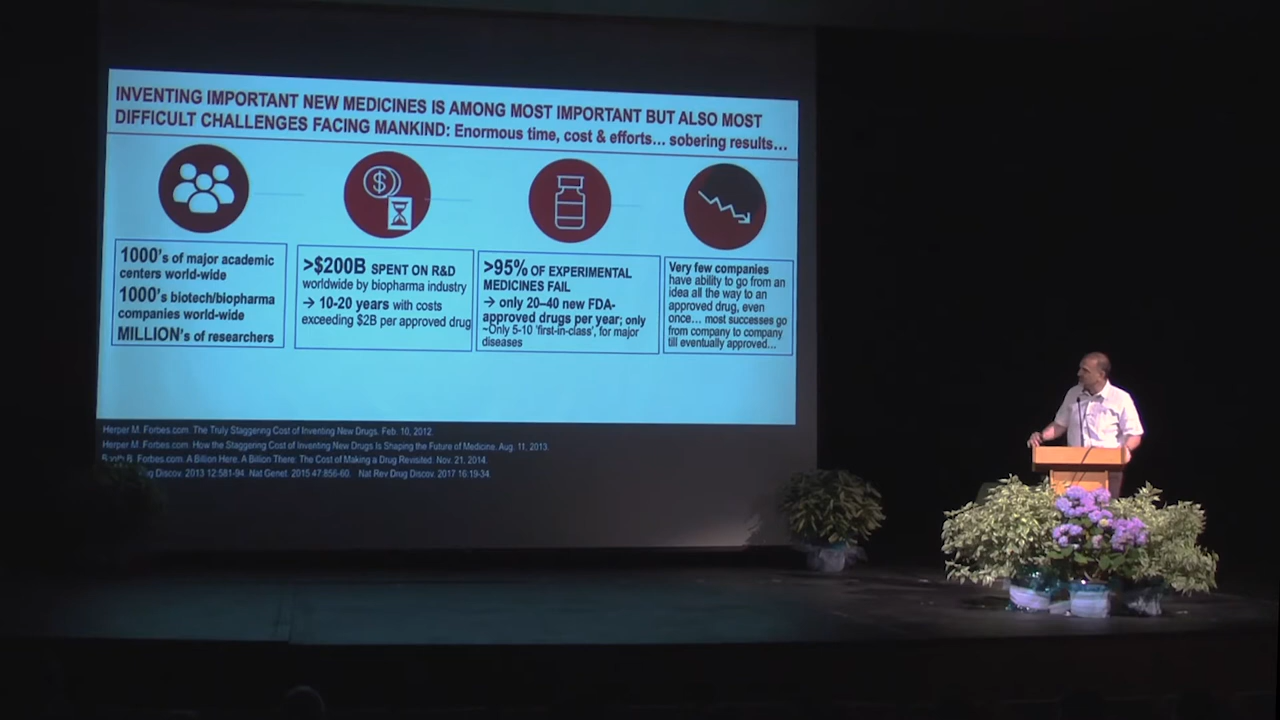 INVENTING IMPORTANT NEW MEDICINES IS AMONG MOST IMPORTANT BUT ALSO MOST
DIFFICULT CHALLENGES FACING MANKIND: Enormous time, cost & efforts... sobering results...
$
1000's of major academic
centers world-wide
1000's biotech/biopharma
companies world-wide
MILLION's of researchers
>$200B SPENT ON R&D
worldwide by biopharma industry
→ 10-20 years with costs
exceeding $2B per approved drug
>95% OF EXPERIMENTAL
MEDICINES FAIL
→ only 20–40 new FDA-
approved drugs per year; only
~Only 5-10 'first-in-class', for major
diseases
Very few companies
have ability to go from an
idea all the way to an
approved drug, even
once... most successes go
from company to company
till eventually approved...
Herper M. Forbes.com. The Truly Staggering Cost of Inventing New Drugs. Feb. 10, 2012.
Herper M. Forbes.com. How the Staggering Cost of Inventing New Drugs Is Shaping the Future of Medicine. Aug. 11, 2013.
B. Forbes.com. A Billion Here, A Billion There: The Cost of Making a Drug Revisited. Nov. 21, 2014.
Discov. 2013 12:581-94. Nat Genet. 2015 47:856-60. Nat Rev Drug Discov. 2017 16:19-34.